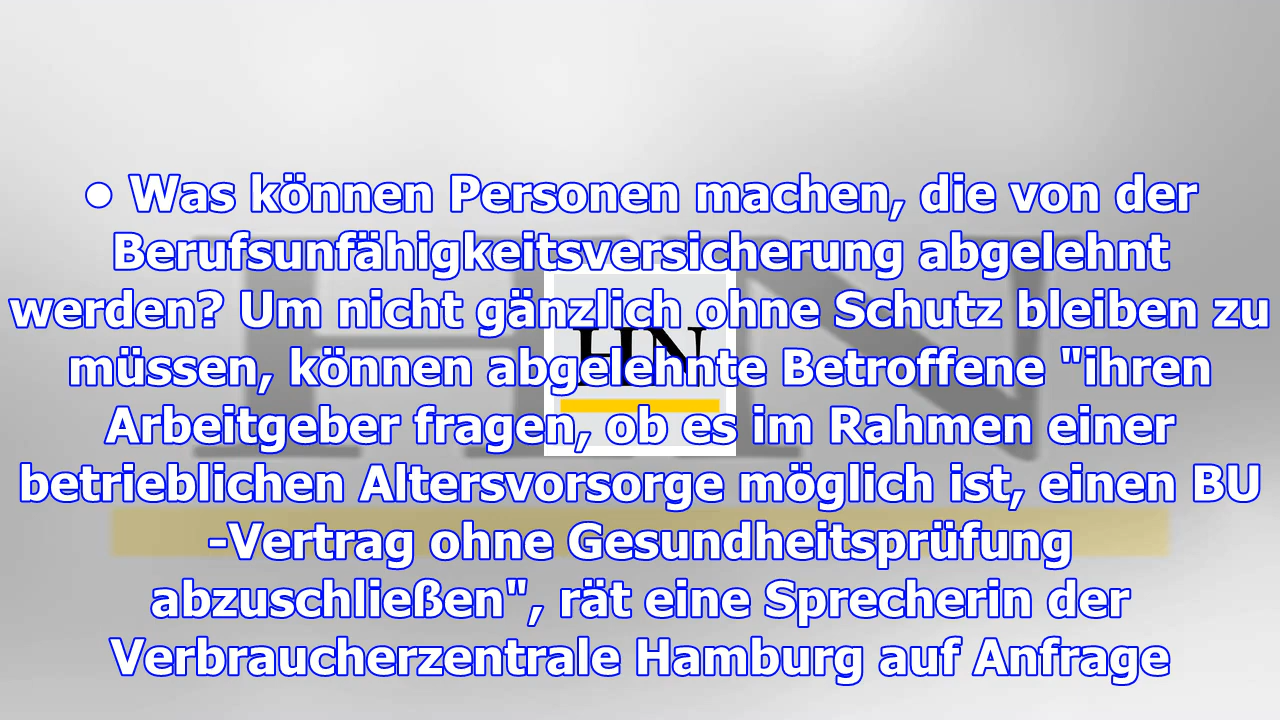 • Was können Personen machen, die von der
Berufsunfähigkeitsversicherung abgelehnt
werden? Um nicht gänzlich ohne Schutz bleiben zu
müssen, können abgelehnte Betroffene "ihren
Arbeitgeber fragen, ob es im Rahmen einer
betrieblichen Altersvorsorge möglich ist, einen BU
-Vertrag ohne Gesundheitsprüfung
abzuschließen", rät eine Sprecherin der
Verbraucherzentrale Hamburg auf Anfrage
HN
HN